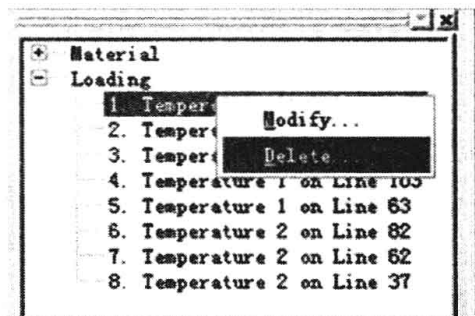 Material
Loading
1. Temper
2. Temper
3. Temper
Modify...
Delete...
4. Temperature 1 on Line 103
5. Temperature 1 on Line 63
6. Temperature 2 on Line 82
7. Temperature 2 on Line 62
8. Temperature 2 on Line 37